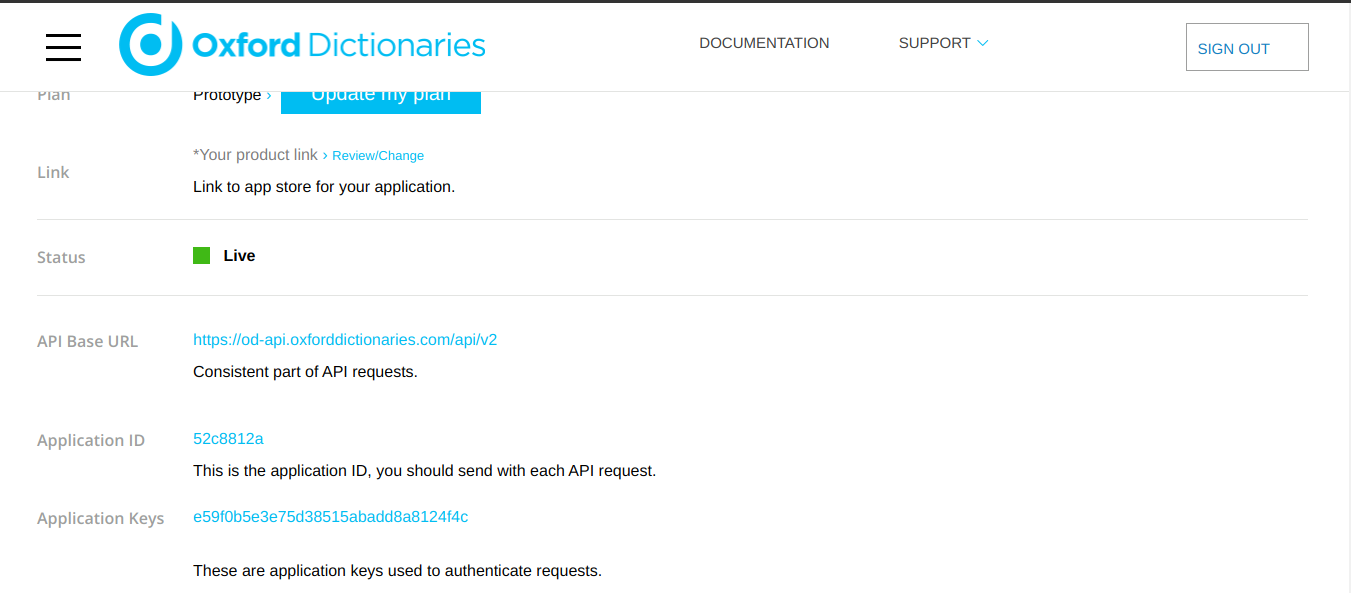 Oxford Dictionaries
DOCUMENTATION
SUPPORT
SIGN OUT
Plan
Prototype ›
Update my plan
*Your product link › Review/Change
Link
Link to app store for your application.
Status
Live
API Base URL
https://od-api.oxforddictionaries.com/api/v2
Consistent part of API requests.
Application ID
52c8812a
This is the application ID, you should send with each API request.
Application Keys
e59f0b5e3e75d38515abadd8a8124f4c
These are application keys used to authenticate requests.